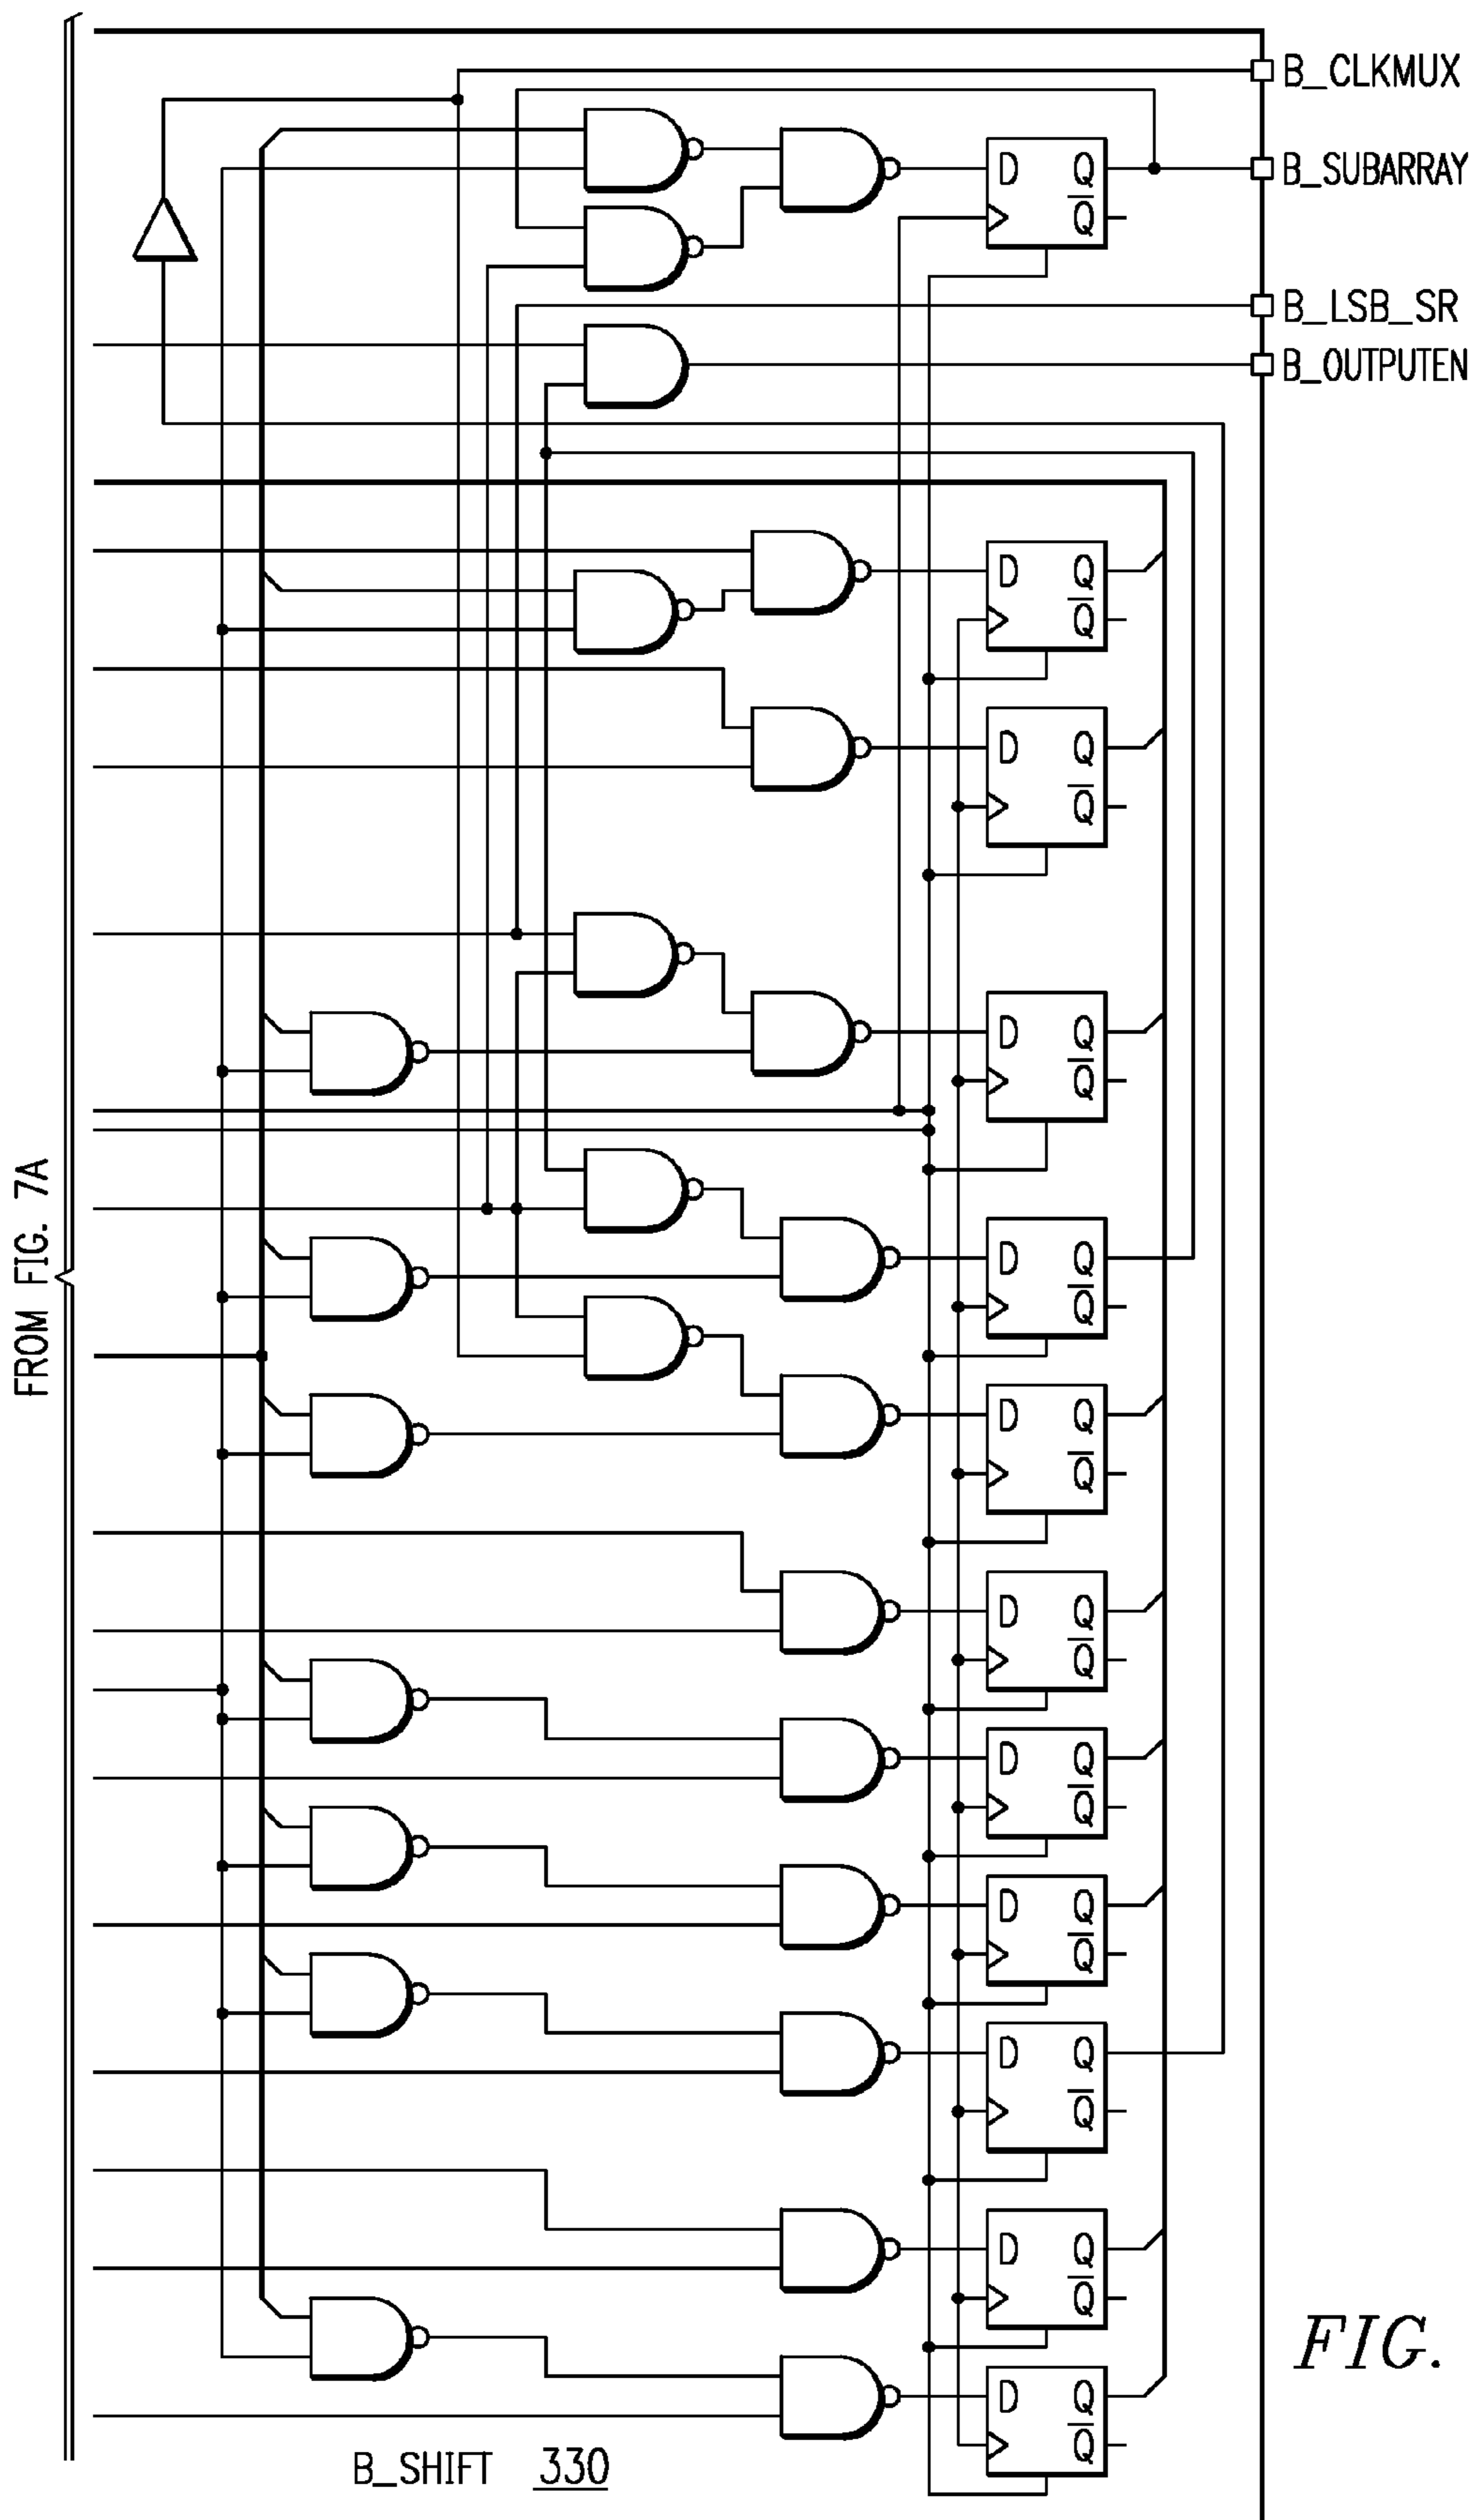 B_CLKMUX
B_SUBARRAY
B_LSB_SR
B_OUTPUTEN
D Q
Q
D Q
Q
D Q
Q
D Q
Q
D Q
Q
D Q
Q
D Q
Q
D Q
Q
D Q
Q
D Q
Q
D Q
Q
D Q
Q
FROM FIG. 7A
FIG.
B_SHIFT 330